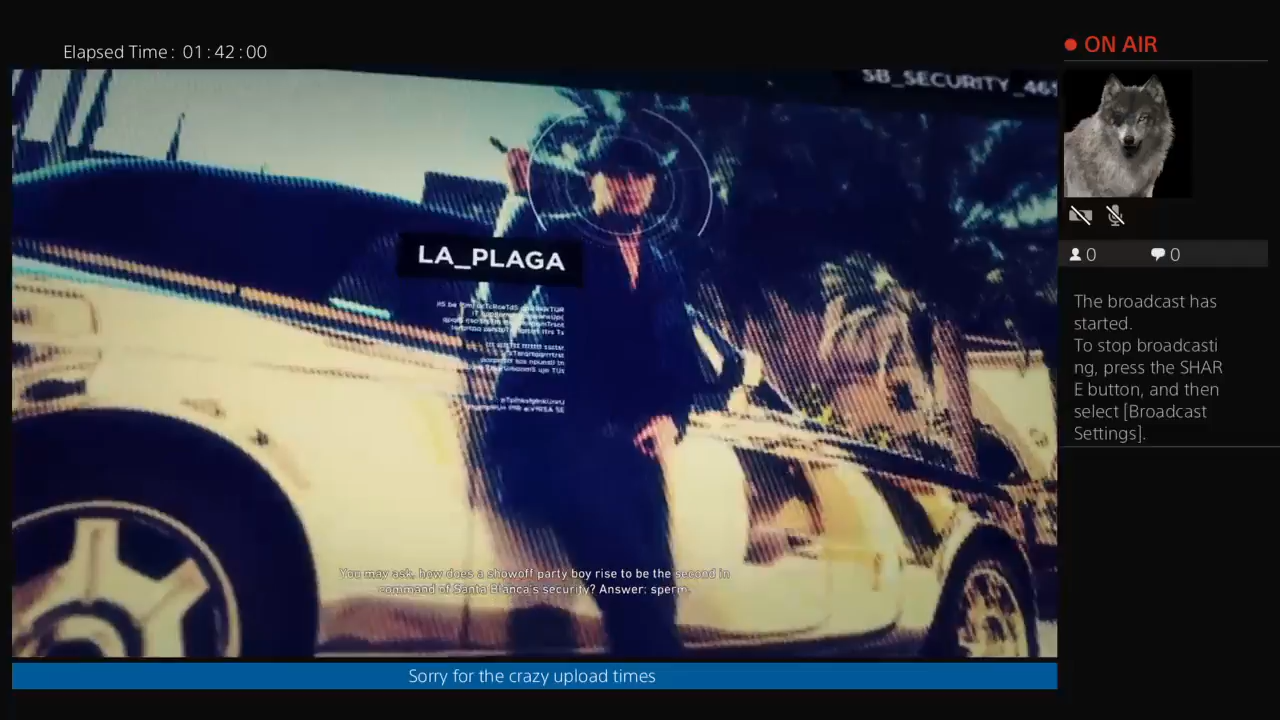 Elapsed Time: 01:42:00
ON AIR
SB_SECURITY_46
LA_PLAGA
0
0
The broadcast has
started.
To stop broadcasti
ng, press the SHAR
E button, and then
select [Broadcast
Settings].
You may ask, how does a showoff party boy rise to be the second in
command of Santa Blanca's security? Answer: sperm.
Sorry for the crazy upload times